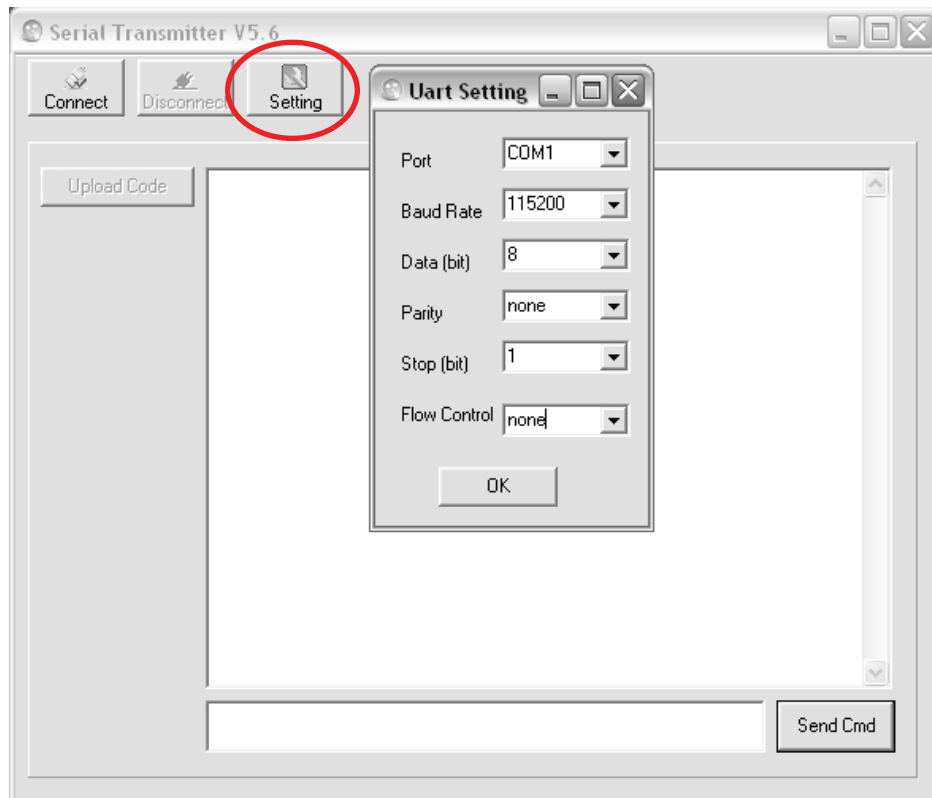 Serial Transmitter V5.6
Connect
Disconnect
Setting
Upload Code
Uart Setting
Port
COM1
Baud Rate
115200
Data (bit)
8
Parity
none
Stop (bit)
1
Flow Control
none
OK
Send Cmd